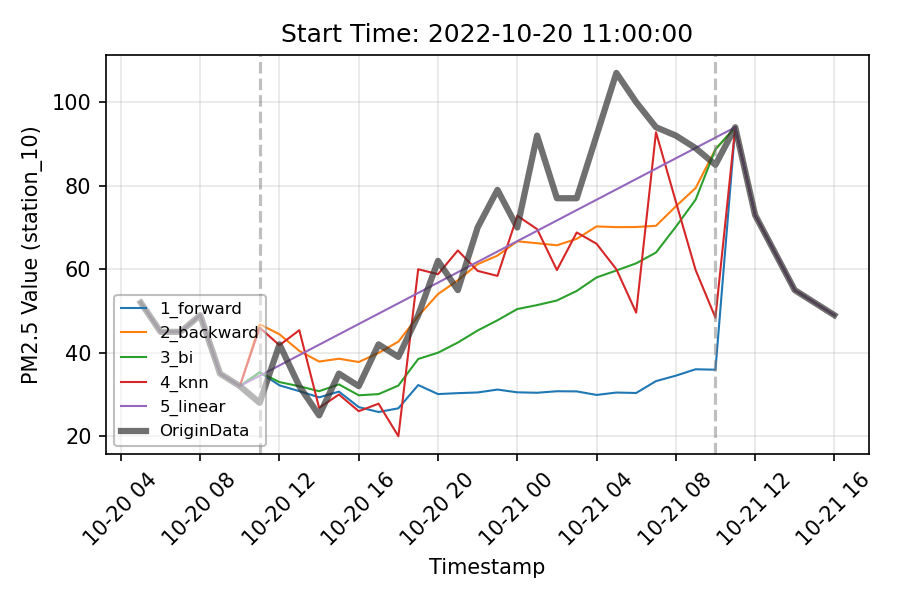 Start Time: 2022-10-20 11:00:00
PM2.5 Value (station_10)
100
80
60
40
20
1_forward
2_backward
3_bi
4_knn
5_linear
OriginData
10-20 04
10-20 08
10-20 12
10-20 16
10-20 20
10-21 00
10-21 04
10-21 08
10-21 12
10-21 16
Timestamp